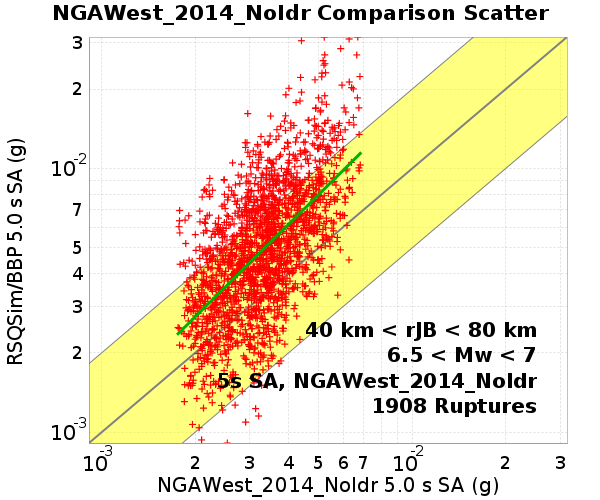 NGAWest_2014_NoIdr Comparison Scatter
RSQSim/BBP 5.0 s SA (g)
3
2
10-2
7
5
4
3
2
10-3
40 km < rJB < 80 km
6.5 < Mw < 7
5s SA, NGAWest_2014_NoIdr
1908 Ruptures
10-3 2 3 4 5 6 7 10-2 2 3
NGAWest_2014_NoIdr 5.0 s SA (g)